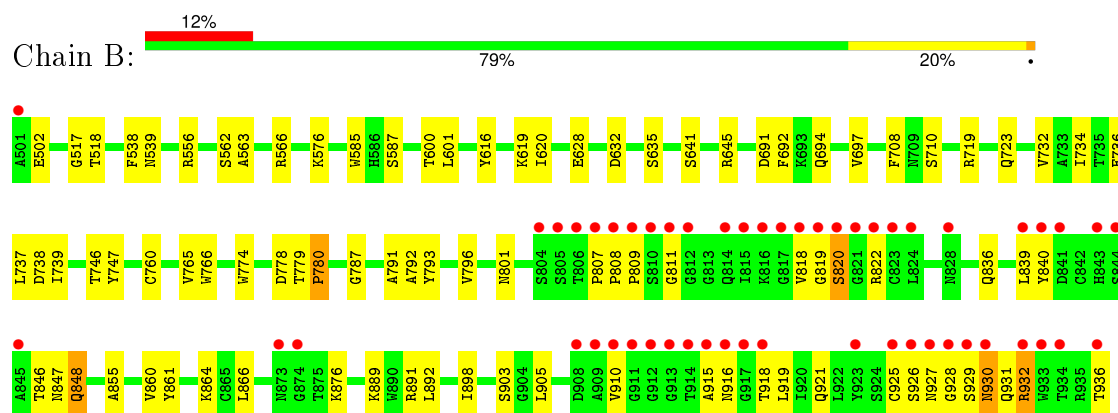 12%
Chain B:
79% 20% •
A501 E502 G517 T518 F538 N539 R556 S562 A563 R566 K576 W585 H586 S587 T600 L601 Y616 K619 I620 E628 D632 S635 S641 R645 D691 F692 K693 Q694 V697 F708 N709 S710 R719 Q723 V732 A733 I734 T735
L737 D738 I739 T746 Y747 C760 V765 W766 W774 D778 T779 P780 G787 A791 A792 Y793 V796 N801 S804 S805 T806 P807 P808 P809 S810 G811 G812 G813 Q814 I815 K816 G817 V818 G819 S820 G821 R822 C823 L824 N828 Q836 L839 Y840 D841 C842 H843 S844
A845 T846 N847 Q848 A855 V860 Y861 K864 C865 L866 N873 G874 T875 K876 K889 W890 R891 L892 I898 S903 G904 L905 D908 A909 V910 G911 G912 G913 T914 A915 N916 G917 T918 L919 I920 Q921 L922 Y923 S924 C925 S926 N927 G928 S929 N930 Q931 R932 W933 T934 R935 T936